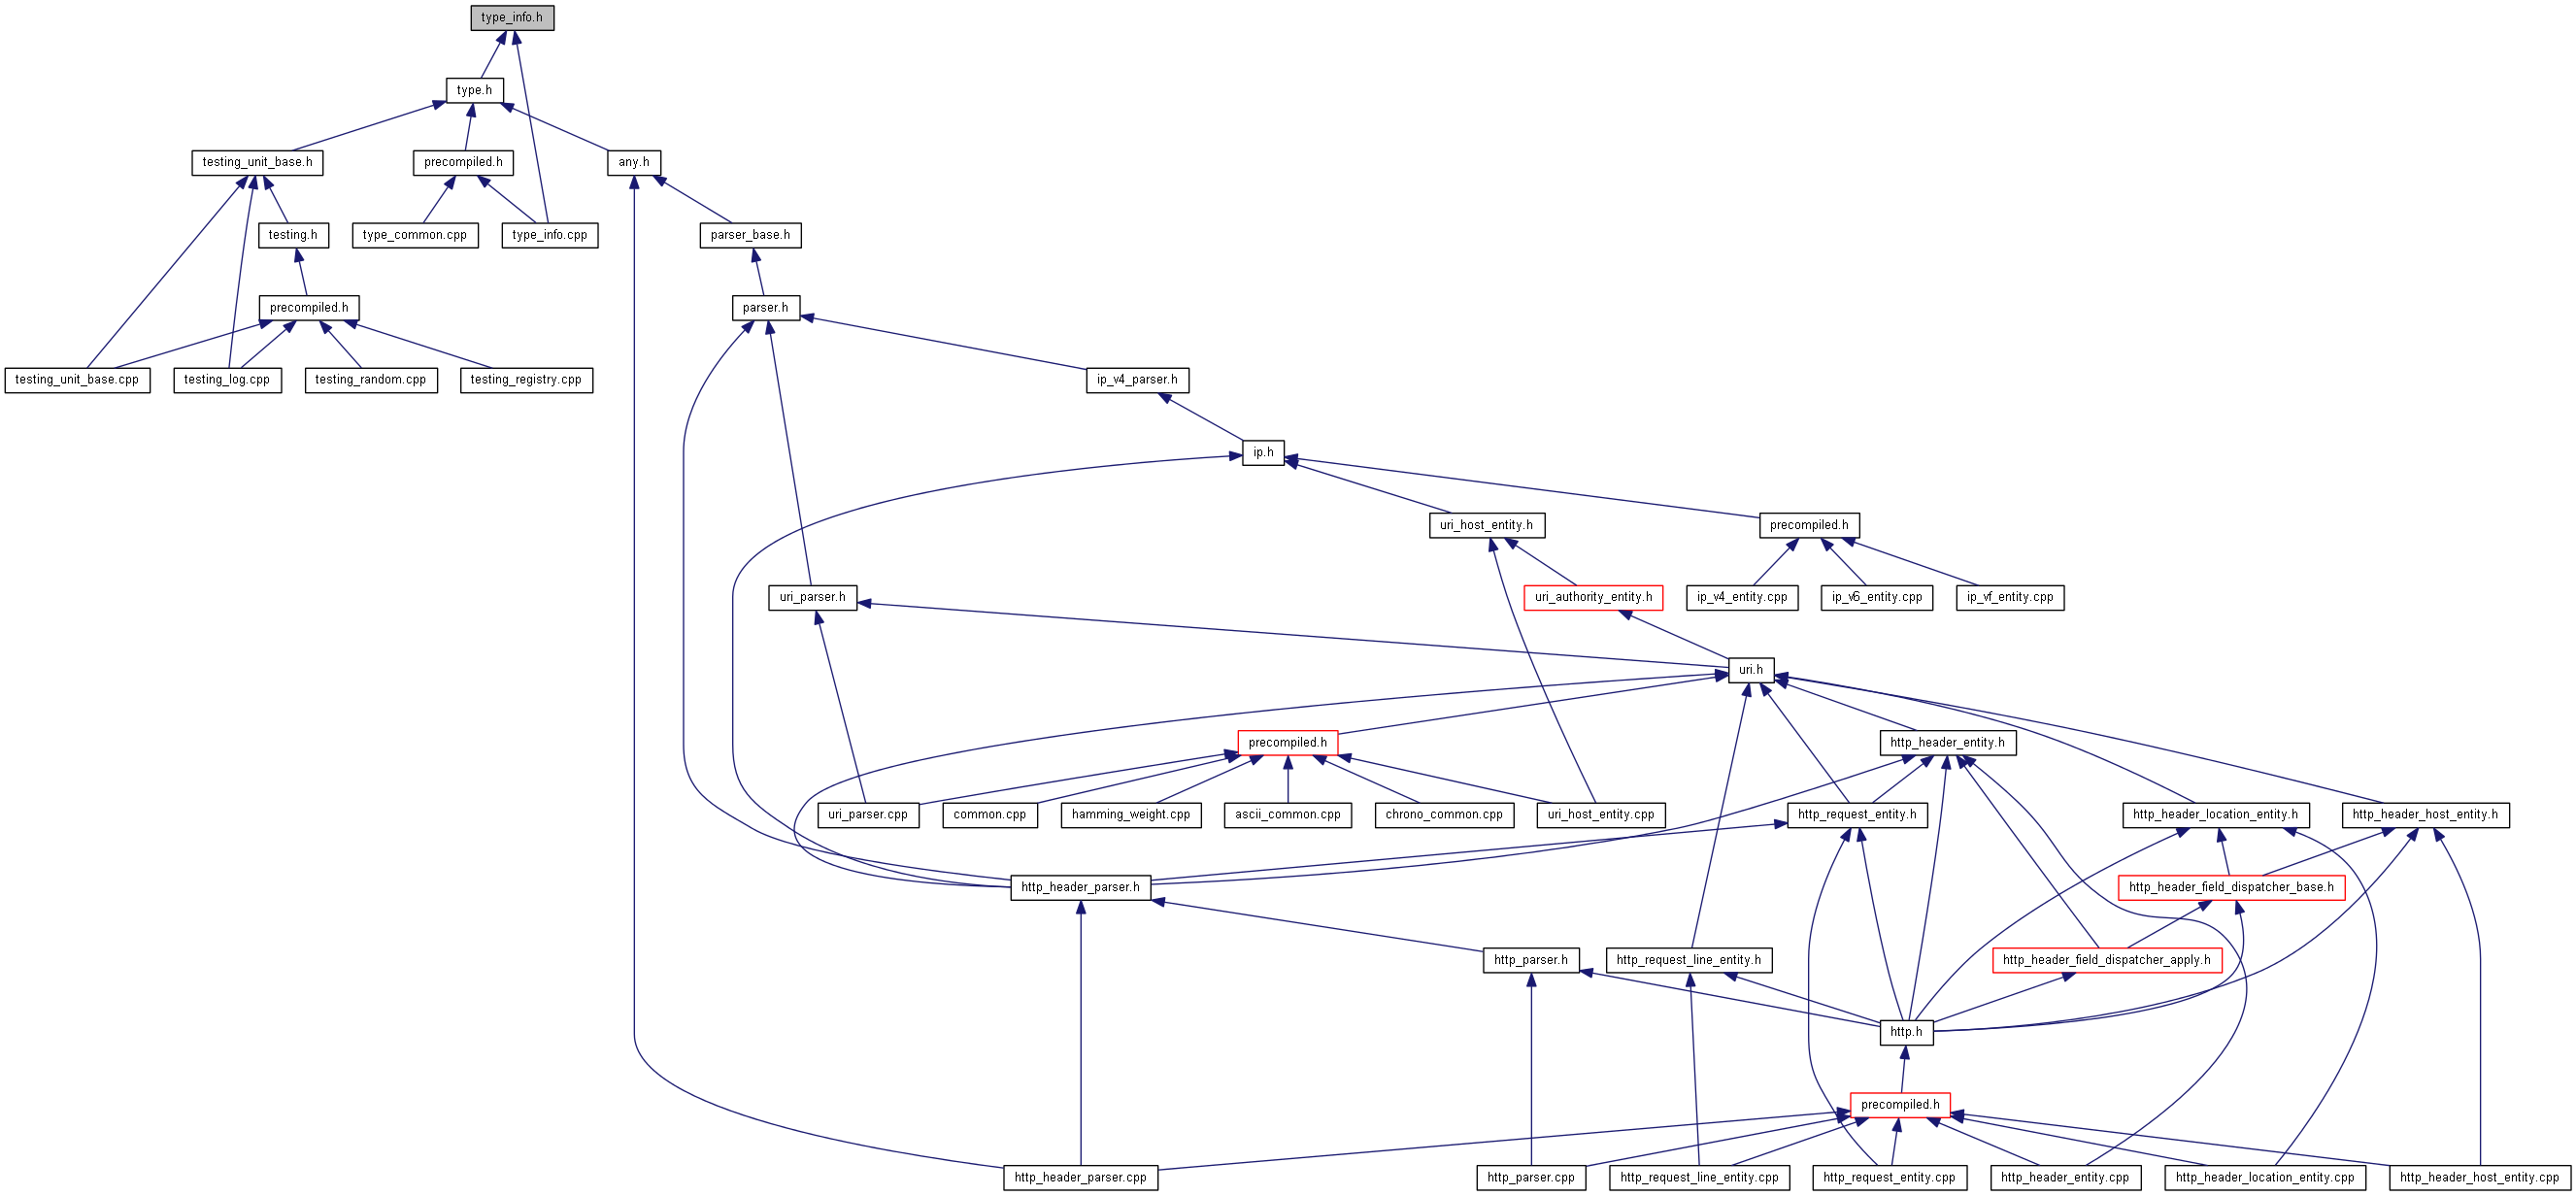 type_info.h
type.h
testing_unit_base.h
precompiled.h
any.h
testing.h
type_common.cpp
type_info.cpp
parser_base.h
precompiled.h
parser.h
testing_unit_base.cpp
testing_log.cpp
testing_random.cpp
testing_registry.cpp
ip_v4_parser.h
ip.h
uri_host_entity.h
precompiled.h
uri_parser.h
uri_authority_entity.h
ip_v4_entity.cpp
ip_v6_entity.cpp
ip_vf_entity.cpp
uri.h
precompiled.h
http_header_entity.h
uri_parser.cpp
common.cpp
hamming_weight.cpp
ascii_common.cpp
chrono_common.cpp
uri_host_entity.cpp
http_request_entity.h
http_header_location_entity.h
http_header_host_entity.h
http_header_parser.h
http_header_field_dispatcher_base.h
http_parser.h
http_request_line_entity.h
http_header_field_dispatcher_apply.h
http.h
precompiled.h
http_header_parser.cpp
http_parser.cpp
http_request_line_entity.cpp
http_request_entity.cpp
http_header_entity.cpp
http_header_location_entity.cpp
http_header_host_entity.cpp